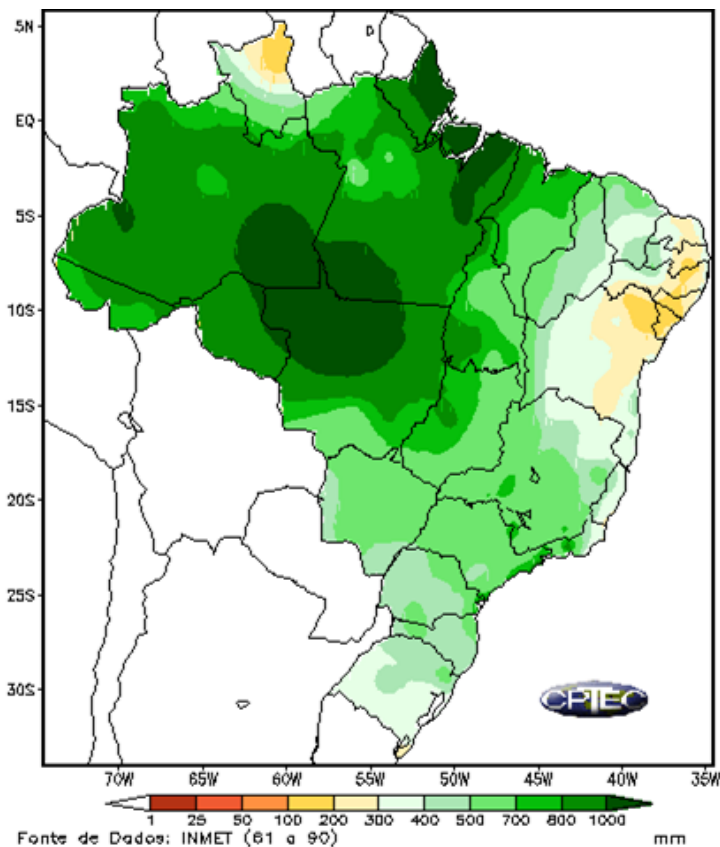 5N
EQ
5S
10S
15S
20S
25S
30S
CPTEC
70W 65W 60W 55W 50W 45W 40W 35W
1 25 50 100 200 300 400 500 700 800 1000
Fonte de Dados: INMET (61 a 90) mm